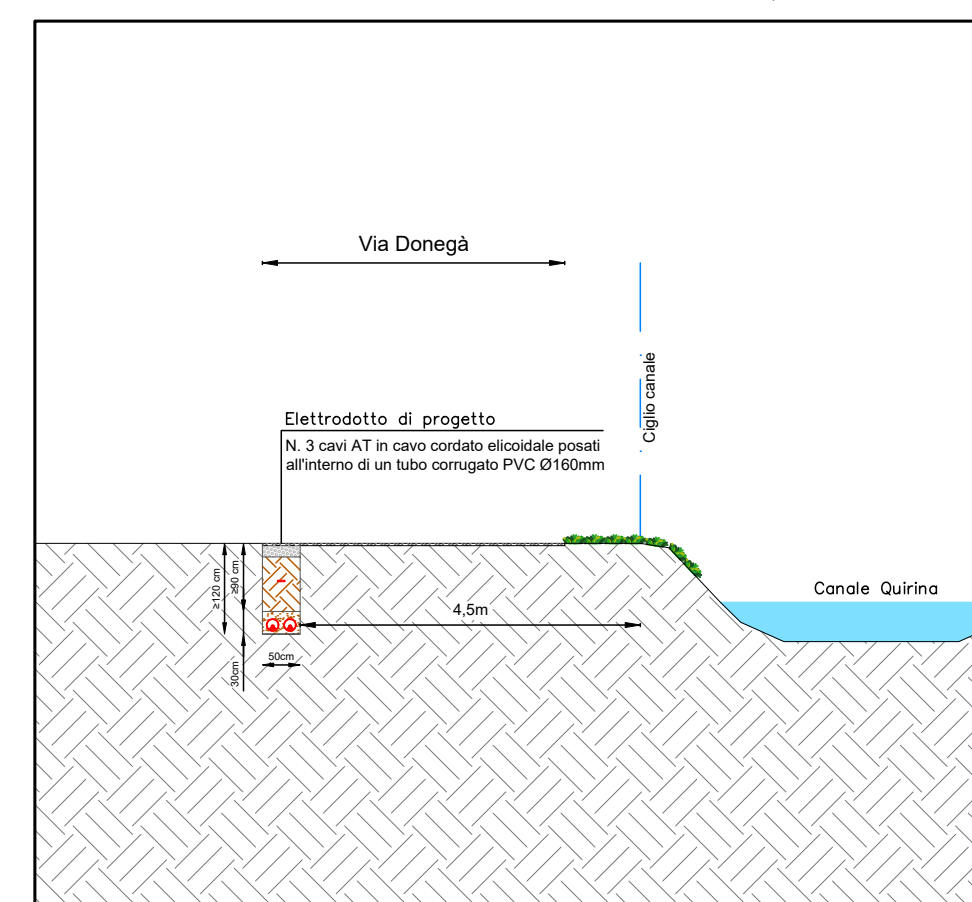 Via Donegà
Ciglio canale
Elettrodotto di progetto
N. 3 cavi AT in cavo cordato elicoidale posati
all'interno di un tubo corrugato PVC Ø160mm
≥120 cm
≥90 cm
30cm
50cm
4,5m
Canale Quirina